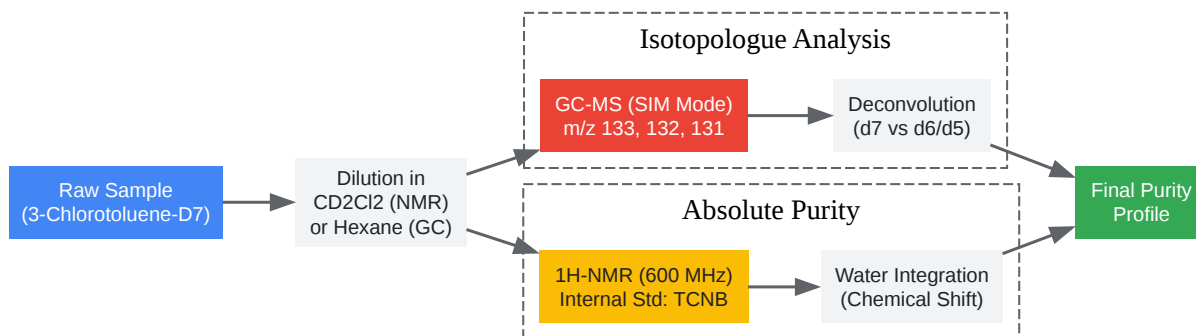 Isotopologue Analysis
GC-MS (SIM Mode)
m/z 133, 132, 131
Deconvolution
(d7 vs d6/d5)
Raw Sample
(3-Chlorotoluene-D7)
Dilution in
CD2Cl2 (NMR)
or Hexane (GC)
Final Purity
Profile
Absolute Purity
1H-NMR (600 MHz)
Internal Std: TCNB
Water Integration
(Chemical Shift)